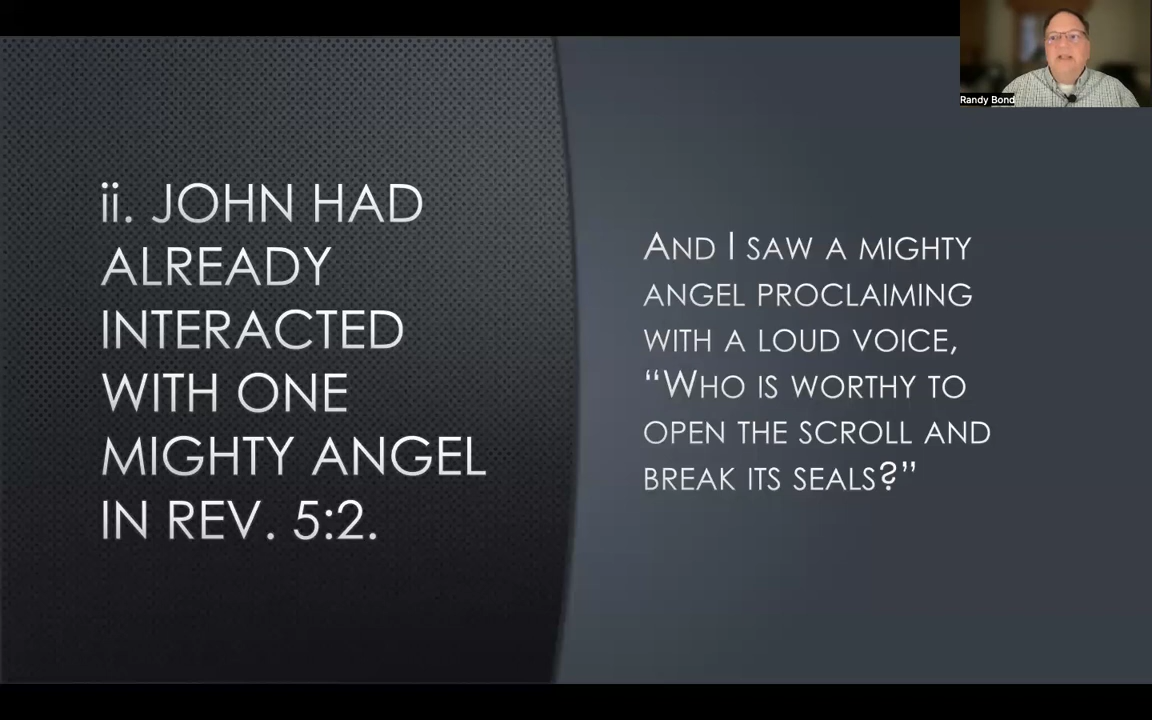 ii. JOHN HAD
ALREADY
INTERACTED
WITH ONE
MIGHTY ANGEL
IN REV. 5:2.
AND I SAW A MIGHTY
ANGEL PROCLAIMING
WITH A LOUD VOICE,
“WHO IS WORTHY TO
OPEN THE SCROLL AND
BREAK ITS SEALS?”
Randy Bond